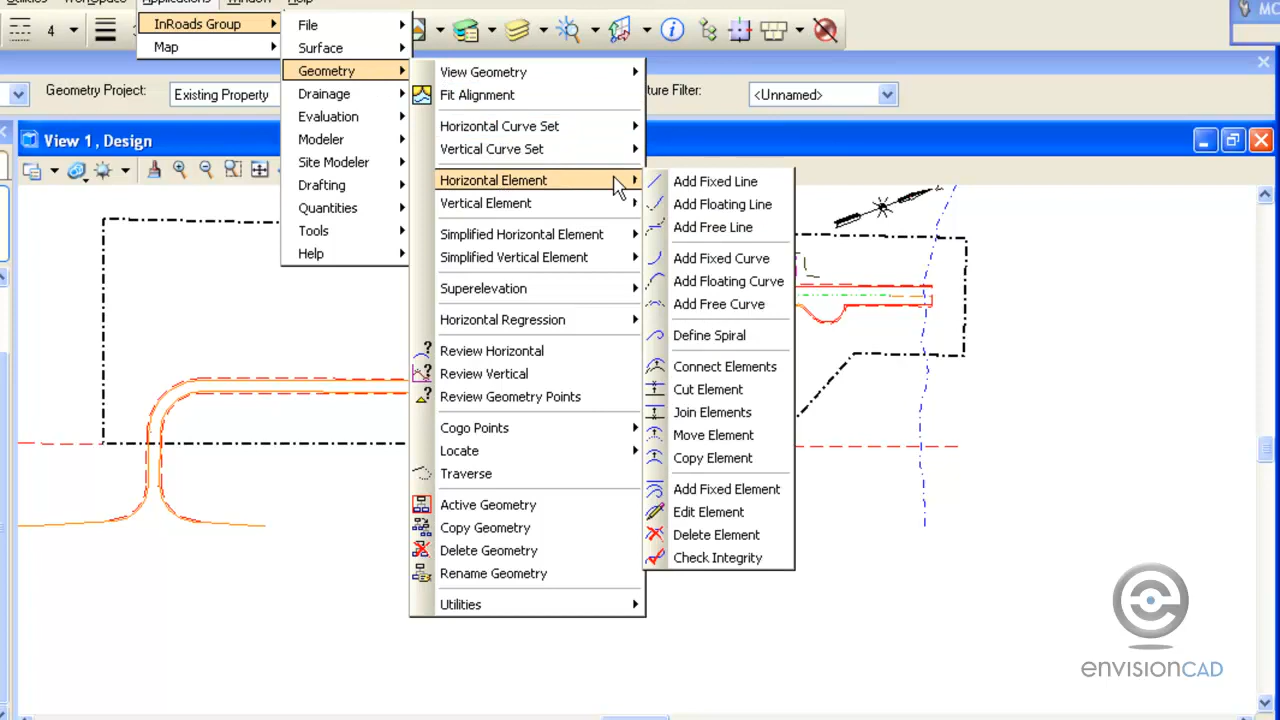 Utilities
WorkSpace
Applications
Window
Help
MC
4
InRoads Group
Map
File
Surface
Geometry
Drainage
Evaluation
Modeler
Site Modeler
Drafting
Quantities
Tools
Help
Geometry Project:
Existing Property
ture Filter:
<Unnamed>
View 1, Design
View Geometry
Fit Alignment
Horizontal Curve Set
Vertical Curve Set
Horizontal Element
Vertical Element
Simplified Horizontal Element
Simplified Vertical Element
Superelevation
Horizontal Regression
Review Horizontal
Review Vertical
Review Geometry Points
Cogo Points
Locate
Traverse
Active Geometry
Copy Geometry
Delete Geometry
Rename Geometry
Utilities
Add Fixed Line
Add Floating Line
Add Free Line
Add Fixed Curve
Add Floating Curve
Add Free Curve
Define Spiral
Connect Elements
Cut Element
Join Elements
Move Element
Copy Element
Add Fixed Element
Edit Element
Delete Element
Check Integrity
envisionCAD